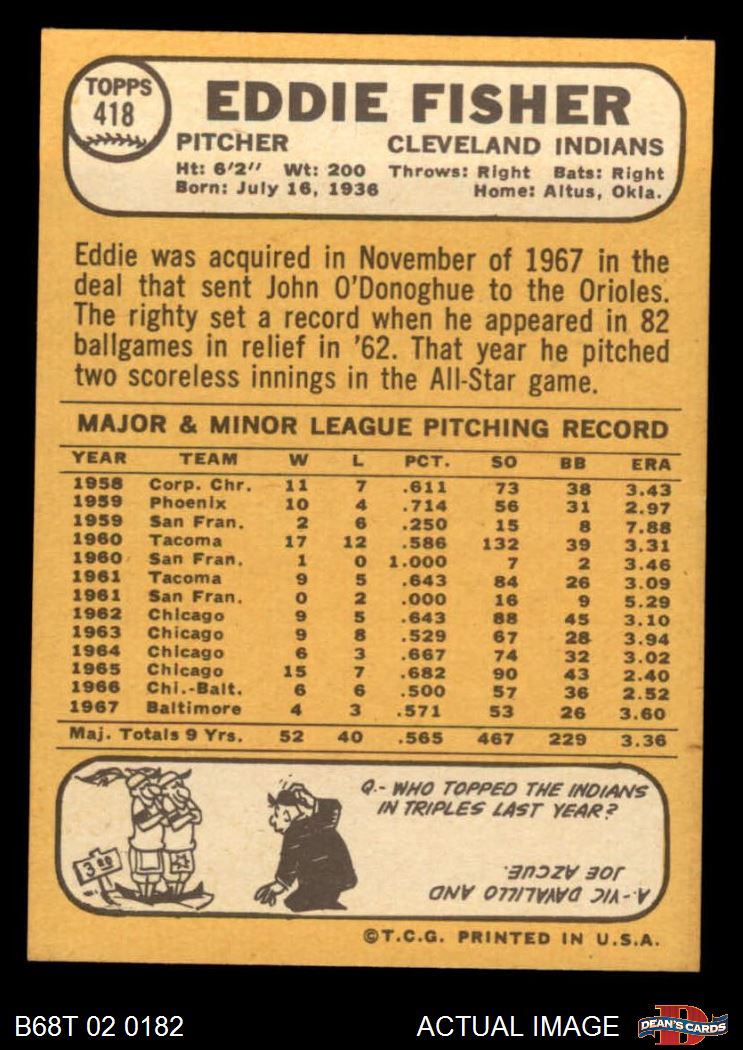 TOPPS
418
EDDIE FISHER
PITCHER CLEVELAND INDIANS
Ht: 6'2" Wt: 200 Throws: Right Bats: Right
Born: July 16, 1936 Home: Altus, Okla.
Eddie was acquired in November of 1967 in the
deal that sent John O'Donoghue to the Orioles.
The righty set a record when he appeared in 82
ballgames in relief in '62. That year he pitched
two scoreless innings in the All-Star game.
MAJOR & MINOR LEAGUE PITCHING RECORD
YEAR TEAM W L PCT. SO BB ERA
1958 Corp. Chr. 11 7 .611 73 38 3.43
1959 Phoenix 10 4 .714 56 31 2.97
1959 San Fran. 2 6 .250 15 8 7.88
1960 Tacoma 17 12 .586 132 39 3.31
1960 San Fran. 1 0 1.000 7 2 3.46
1961 Tacoma 9 5 .643 84 26 3.09
1961 San Fran. 0 2 .000 16 9 5.29
1962 Chicago 9 5 .643 88 45 3.10
1963 Chicago 9 8 .529 67 28 3.94
1964 Chicago 6 3 .667 74 32 3.02
1965 Chicago 15 7 .682 90 43 2.40
1966 Chi.-Balt. 6 6 .500 57 36 2.52
1967 Baltimore 4 3 .571 53 26 3.60
Maj. Totals 9 Yrs. 52 40 .565 467 229 3.36
3 RD
Q.- WHO TOPPED THE INDIANS
IN TRIPLES LAST YEAR?
A.-VIC DAVALILLO AND
JOE AZCUE.
©T.C.G. PRINTED IN U.S.A.
B68T 02 0182 ACTUAL IMAGE DEAN'S CARDS